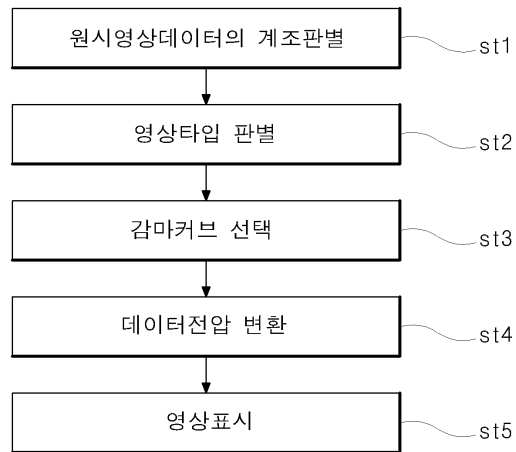 원시영상데이터의 계조판별
st1
영상타입 판별
st2
감마커브 선택
st3
데이터전압 변환
st4
영상표시
st5